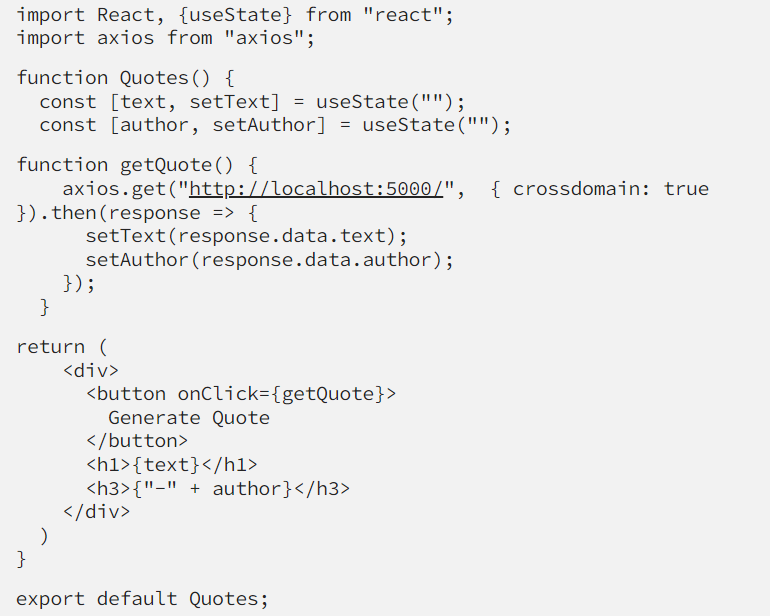 import React, {useState} from "react";
import axios from "axios";
function Quotes() {
  const [text, setText] = useState("");
  const [author, setAuthor] = useState("");
function getQuote() {
    axios.get("http://localhost:5000/",  { crossdomain: true
}).then(response => {
      setText(response.data.text);
      setAuthor(response.data.author);
    });
  }
return (
    <div>
      <button onClick={getQuote}>
        Generate Quote
      </button>
      <h1>{text}</h1>
      <h3>{"-" + author}</h3>
    </div>
  )
}
export default Quotes;